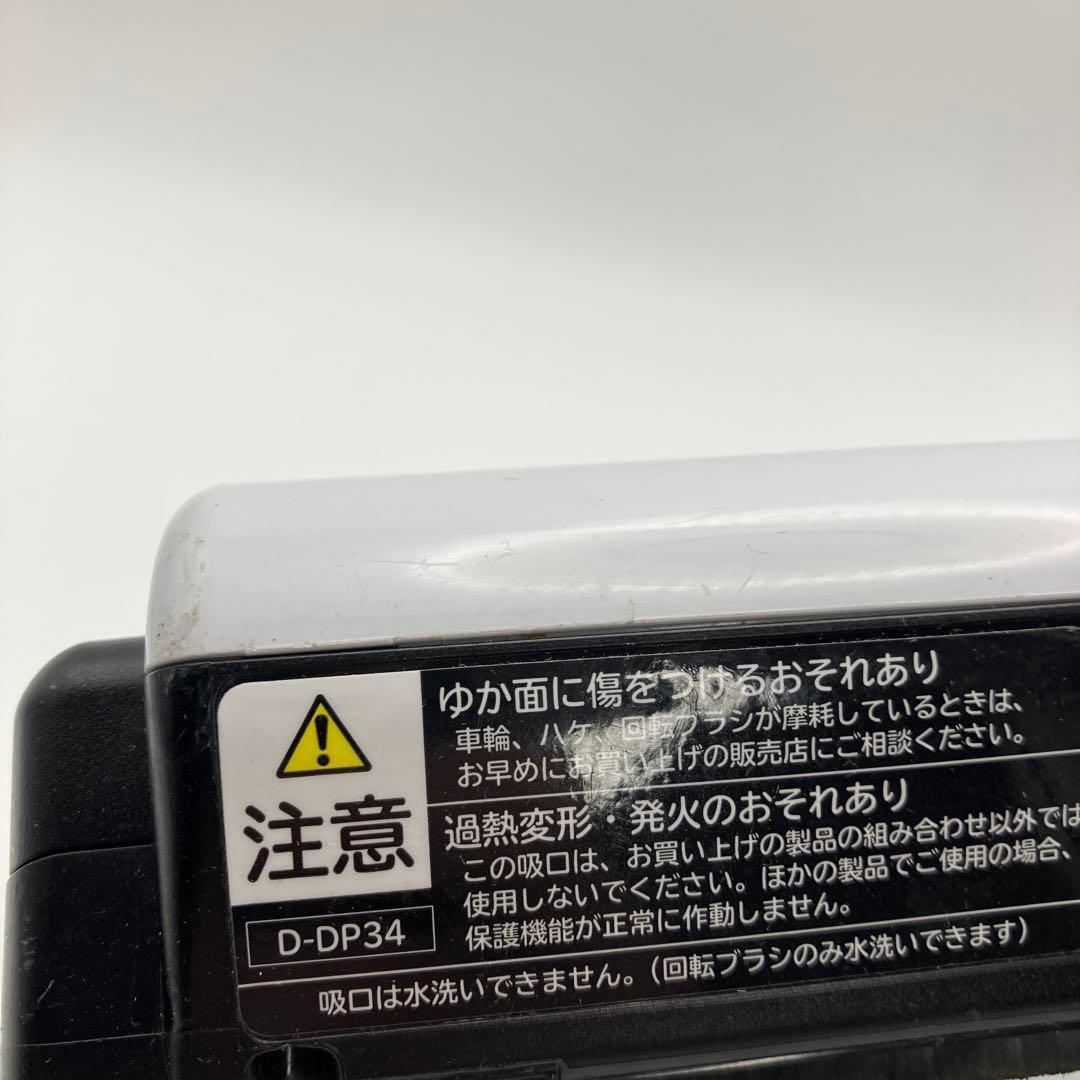 ゆか面に傷をつけるおそれあり
車輪、ハケ、回転ブラシが摩耗しているときは、
お早めにお買い上げの販売店にご相談ください。
注意
過熱変形・発火のおそれあり
この吸口は、お買い上げの製品の組み合わせ以外では
使用しないでください。ほかの製品でご使用の場合、
保護機能が正常に作動しません。
D-DP34
吸口は水洗いできません。(回転ブラシのみ水洗いできます)